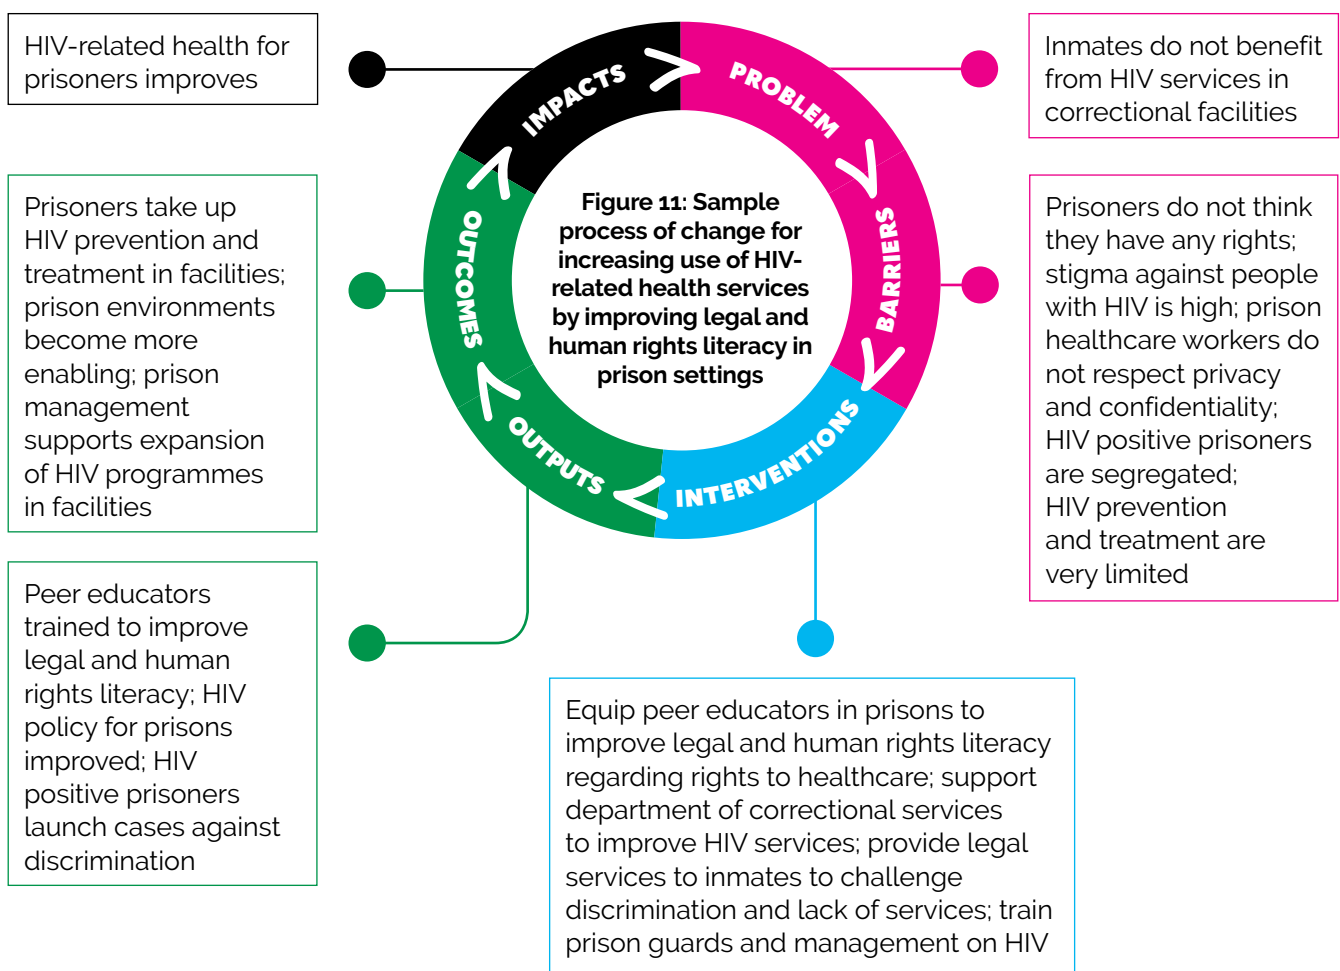 Figure 11: Sample
process of change for
increasing use of HIV-
related health services
by improving legal and
human rights literacy in
prison settings
PROBLEM
Inmates do not benefit
from HIV services in
correctional facilities
BARRIERS
Prisoners do not think
they have any rights;
stigma against people
with HIV is high; prison
healthcare workers do
not respect privacy
and confidentiality;
HIV positive prisoners
are segregated;
HIV prevention
and treatment are
very limited
INTERVENTIONS
Equip peer educators in prisons to
improve legal and human rights literacy
regarding rights to healthcare; support
department of correctional services
to improve HIV services; provide legal
services to inmates to challenge
discrimination and lack of services; train
prison guards and management on HIV
OUTPUTS
Peer educators
trained to improve
legal and human
rights literacy; HIV
policy for prisons
improved; HIV
positive prisoners
launch cases against
discrimination
OUTCOMES
Prisoners take up
HIV prevention and
treatment in facilities;
prison environments
become more
enabling; prison
management
supports expansion
of HIV programmes
in facilities
IMPACTS
HIV-related health for
prisoners improves